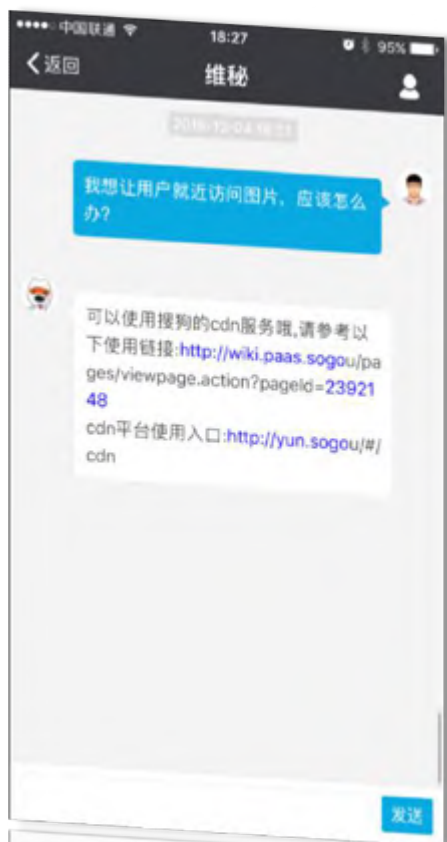 中国联通
18:27
95%
返回
维秘
我想让用户就近访问图片，应该怎么
办?
可以使用搜狗的cdn服务哦,请参考以
下使用链接:http://wiki.paas.sogou/pa
ges/viewpage.action?pageId=23921
48
cdn平台使用入口:http://yun.sogou/#/
cdn
发送